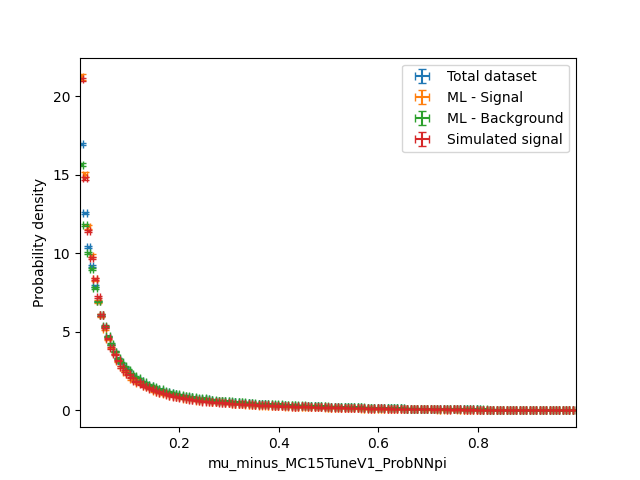 Total dataset
ML - Signal
ML - Background
Simulated signal
Probability density
20
15
10
5
0
0.2 0.4 0.6 0.8
mu_minus_MC15TuneV1_ProbNNpi